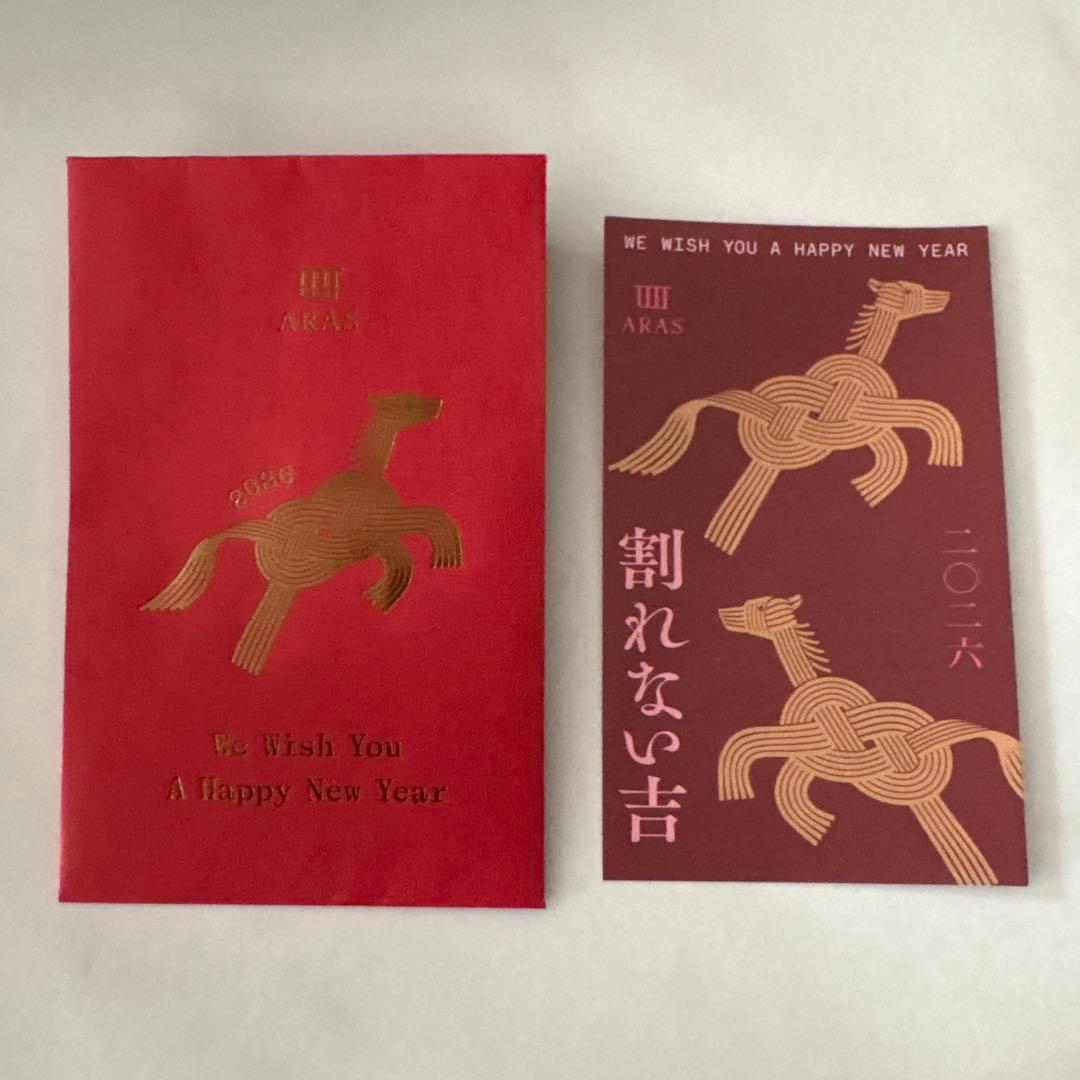 ARAS
2026
We Wish You
A Happy New Year
WE WISH YOU A HAPPY NEW YEAR
ARAS
割れない吉
二〇二六